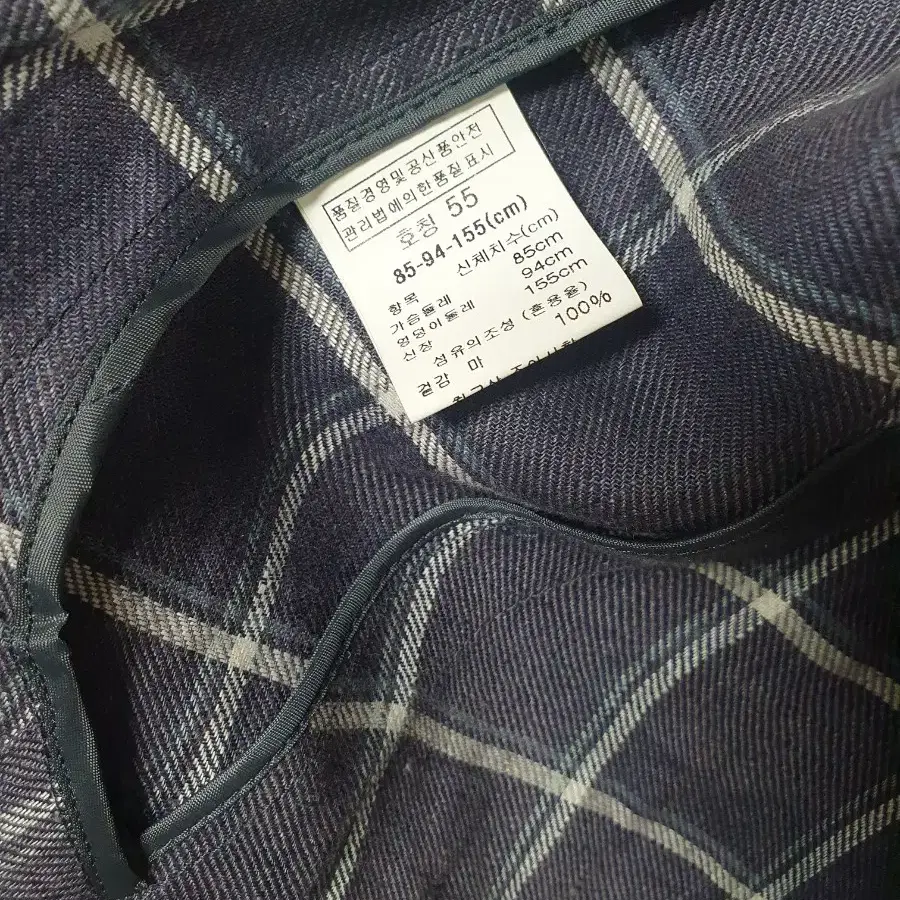 품질경영및공산품안전
관리법에의한품질표시
호칭 55
85-94-155(cm)
항목 신체치수(cm)
가슴둘레 85cm
엉덩이둘레 94cm
신장 155cm
섬유의조성 (혼용율)
겉감 마 100%